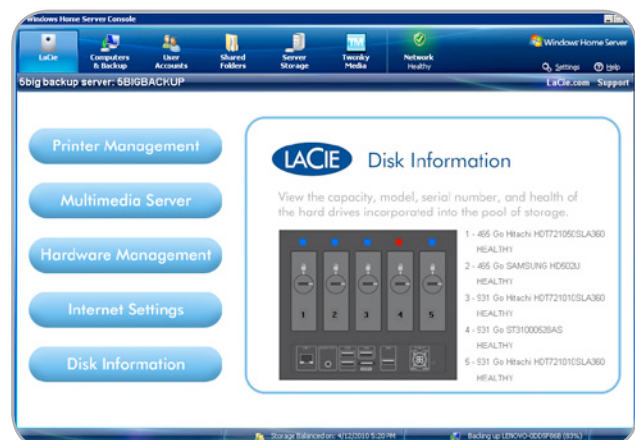 Windows Home Server Console
LaCie
Computers & Backup
User Accounts
Shared Folders
Server Storage
Twonky Media
Network Healthy
Windows Home Server
Settings
Help
6big backup server: 6BIGBACKUP
LaCie.com
Support
Printer Management
Multimedia Server
Hardware Management
Internet Settings
Disk Information
LACIE
Disk Information
View the capacity, model, serial number, and health of
the hard drives incorporated into the pool of storage.
1 2 3 4 5
1 - 465 Go Hitachi HDT721050SLA360
HEALTHY
2 - 465 Go SAMSUNG HD502IJ
HEALTHY
3 - 931 Go Hitachi HDT721010SLA360
HEALTHY
4 - 931 Go ST31000528AS
HEALTHY
5 - 931 Go Hitachi HDT721010SLA360
HEALTHY
Storage Balanced on: 4/12/2010 5:20 PM
Backing up (83%)